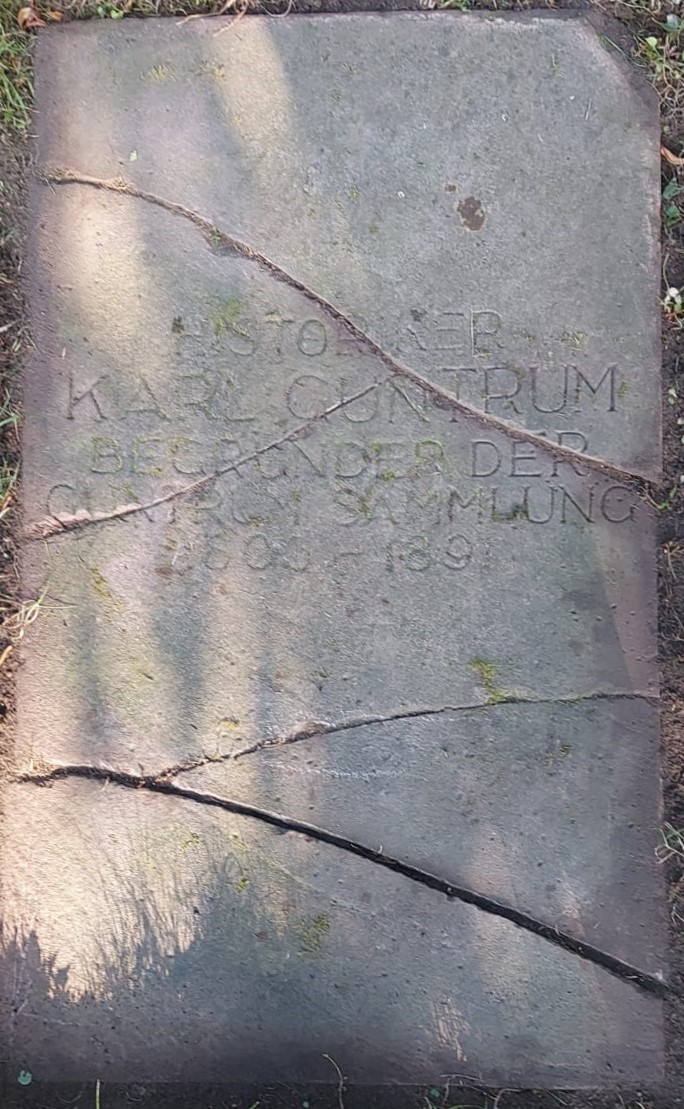 HISTORIKER
KARL GUNTRUM
BEGRÜNDER DER
GUNTRUM SAMMLUNG